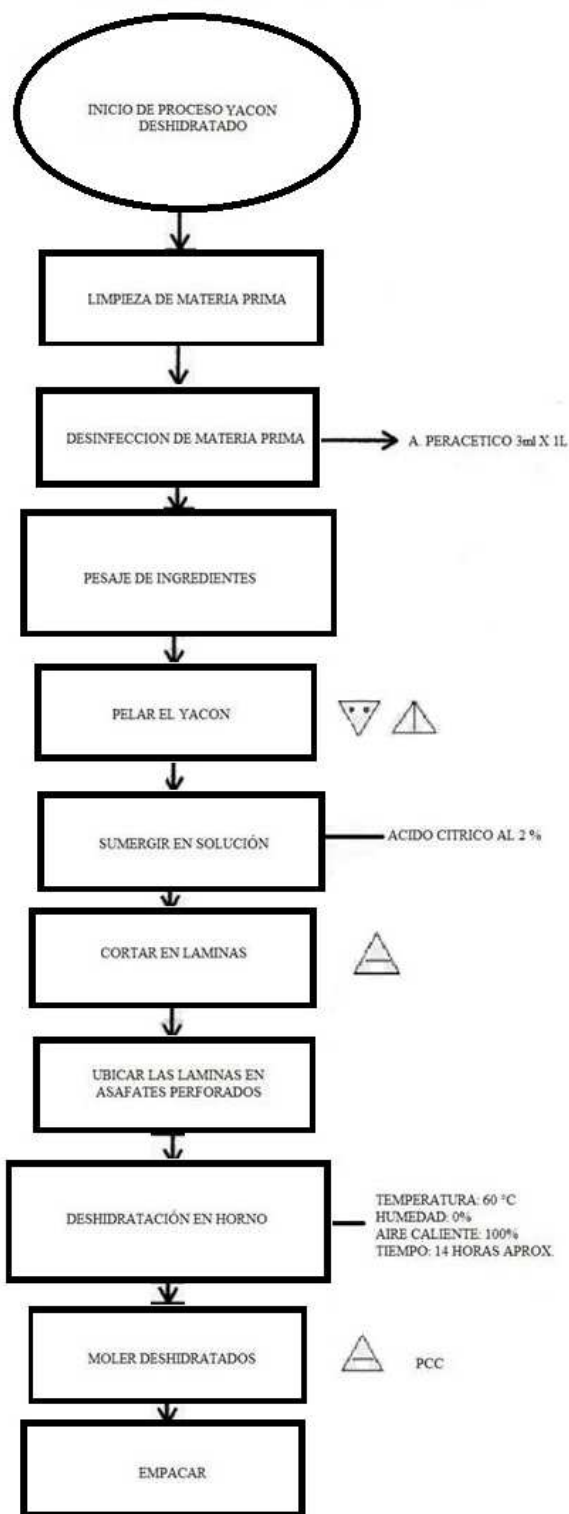 INICIO DE PROCESO YACON
DESHIDRATADO
LIMPIEZA DE MATERIA PRIMA
DESINFECCION DE MATERIA PRIMA
A. PERACETICO 3ml X 1L
PESAJE DE INGREDIENTES
PELAR EL YACON
SUMERGIR EN SOLUCIÓN
ACIDO CITRICO AL 2 %
CORTAR EN LAMINAS
UBICAR LAS LAMINAS EN
ASAFATES PERFORADOS
DESHIDRATACIÓN EN HORNO
TEMPERATURA: 60 °C
HUMEDAD: 0%
AIRE CALIENTE: 100%
TIEMPO: 14 HORAS APROX.
MOLER DESHIDRATADOS
PCC
EMPACAR